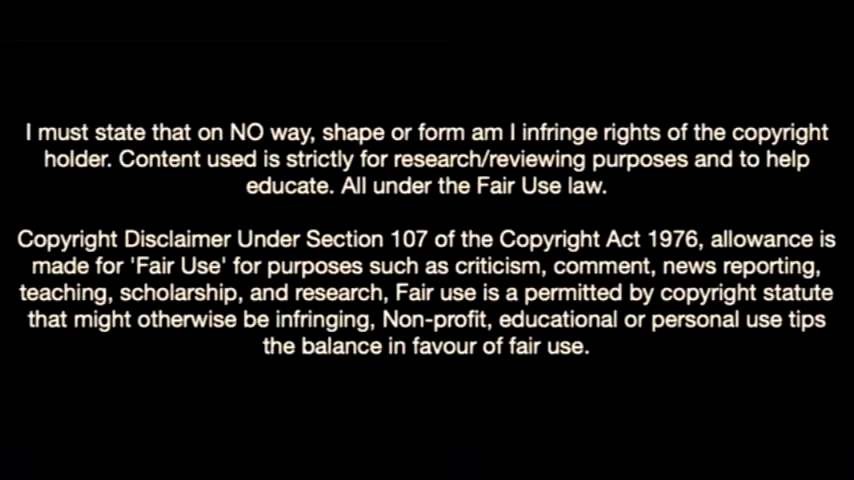 I must state that on NO way, shape or form am I infringe rights of the copyright
holder. Content used is strictly for research/reviewing purposes and to help
educate. All under the Fair Use law.
Copyright Disclaimer Under Section 107 of the Copyright Act 1976, allowance is
made for 'Fair Use' for purposes such as criticism, comment, news reporting,
teaching, scholarship, and research, Fair use is a permitted by copyright statute
that might otherwise be infringing, Non-profit, educational or personal use tips
the balance in favour of fair use.